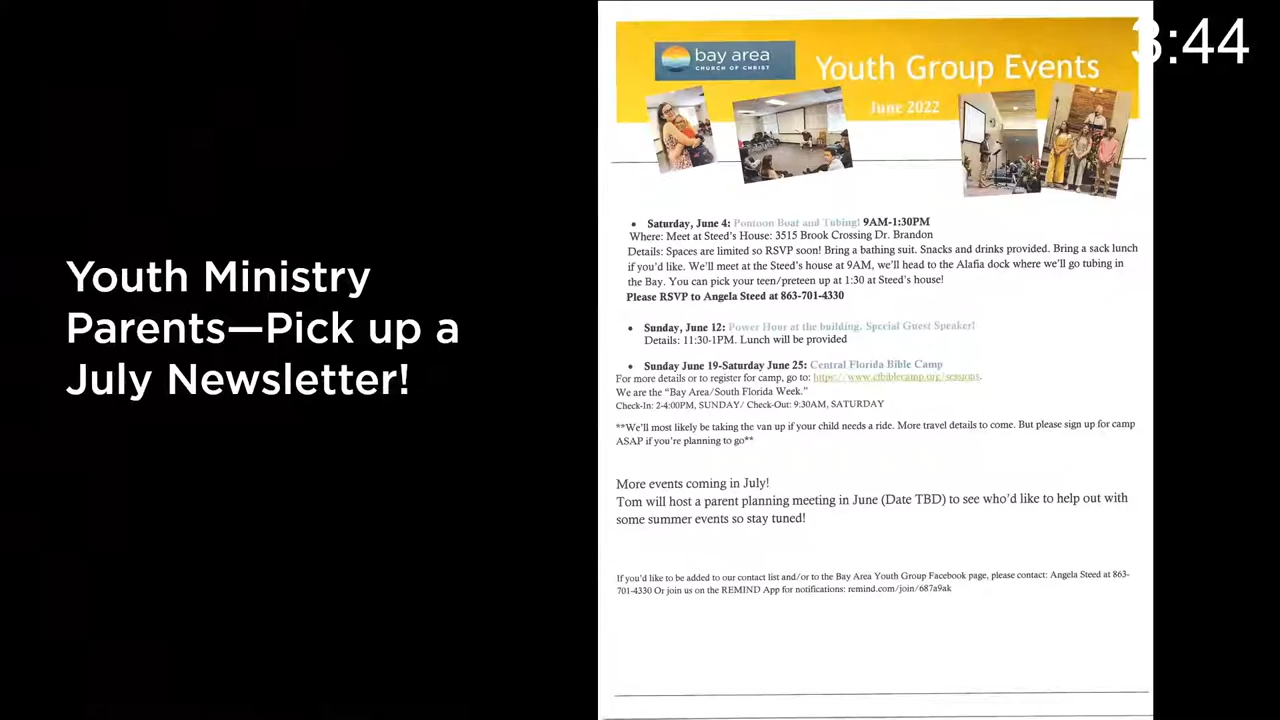 3:44
bay area
CHURCH OF CHRIST
Youth Group Events
June 2022
Youth Ministry
Parents—Pick up a
July Newsletter!
• Saturday, June 4: Pontoon Boat and Tubing! 9AM-1:30PM
Where: Meet at Steed's House: 3515 Brook Crossing Dr. Brandon
Details: Spaces are limited so RSVP soon! Bring a bathing suit. Snacks and drinks provided. Bring a sack lunch
if you'd like. We'll meet at the Steed's house at 9AM, we'll head to the Alafia dock where we'll go tubing in
the Bay. You can pick your teen/preteen up at 1:30 at Steed's house!
Please RSVP to Angela Steed at 863-701-4330
• Sunday, June 12: Power Hour at the building. Special Guest Speaker!
Details: 11:30-1PM. Lunch will be provided
• Sunday June 19-Saturday June 25: Central Florida Bible Camp
For more details or to register for camp, go to: https://www.cfbiblecamp.org/sessions.
We are the "Bay Area/South Florida Week."
Check-In: 2-4:00PM, SUNDAY/ Check-Out: 9:30AM, SATURDAY
**We'll most likely be taking the van up if your child needs a ride. More travel details to come. But please sign up for camp
ASAP if you're planning to go**
More events coming in July!
Tom will host a parent planning meeting in June (Date TBD) to see who'd like to help out with
some summer events so stay tuned!
If you'd like to be added to our contact list and/or to the Bay Area Youth Group Facebook page, please contact: Angela Steed at 863-
701-4330 Or join us on the REMIND App for notifications: remind.com/join/687a9ak